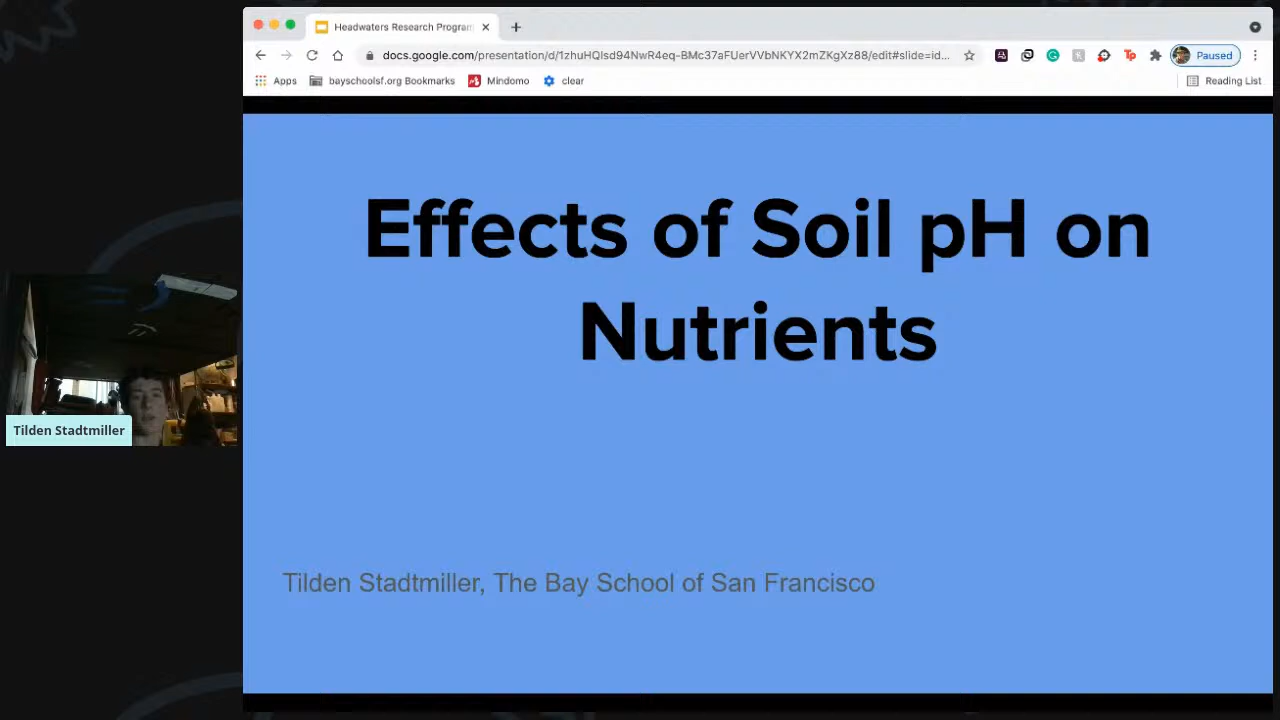 Headwaters Research Program
docs.google.com/presentation/d/1zhuHQlsd94NwR4eq-BMc37aFUerVVbNKYX2mZKgXz88/edit#slide=id...
Paused
Apps
bayschoolsf.org Bookmarks
Mindomo
clear
Reading List
Effects of Soil pH on
Nutrients
Tilden Stadtmiller
Tilden Stadtmiller, The Bay School of San Francisco